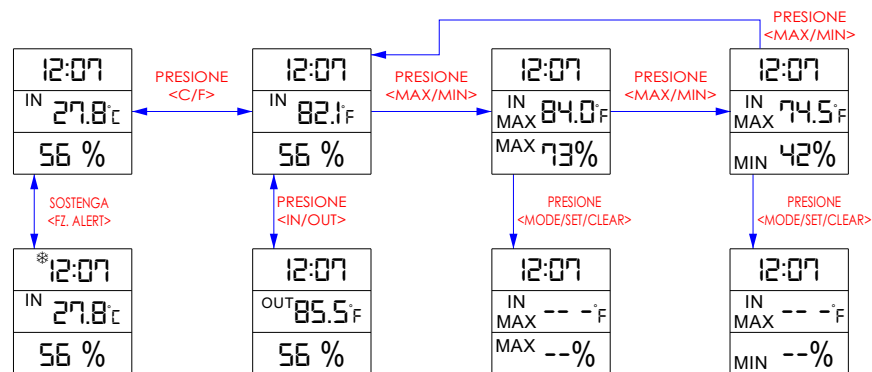 PRESIONE
<MAX/MIN>
12:07
IN 27.8°C
56 %
PRESIONE
<C/F>
12:07
IN 82.1°F
56 %
PRESIONE
<MAX/MIN>
12:07
IN
MAX 84.0°F
MAX 73%
PRESIONE
<MAX/MIN>
12:07
IN
MAX 74.5°F
MIN 42%
SOSTENGA
<FZ. ALERT>
PRESIONE
<IN/OUT>
PRESIONE
<MODE/SET/CLEAR>
PRESIONE
<MODE/SET/CLEAR>
12:07
IN 27.8°C
56 %
12:07
OUT 85.5°F
56 %
12:07
IN
MAX -- -°F
MAX --%
12:07
IN
MAX -- -°F
MIN --%